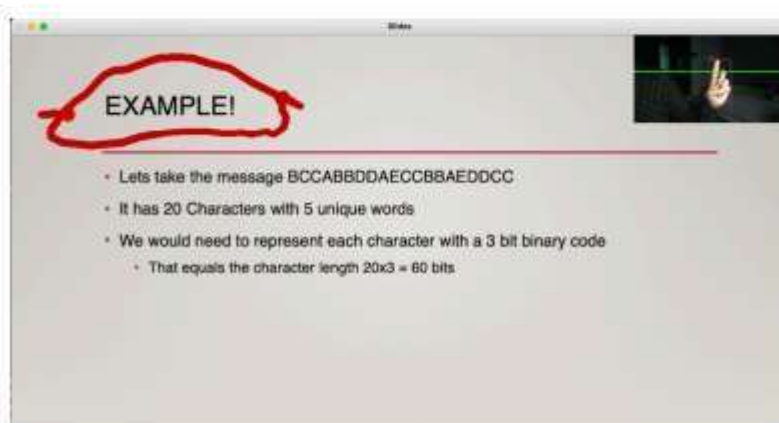 Slides
EXAMPLE!
• Lets take the message BCCABBDDAECCBBAEDDCC
• It has 20 Characters with 5 unique words
• We would need to represent each character with a 3 bit binary code
• That equals the character length 20x3 = 60 bits